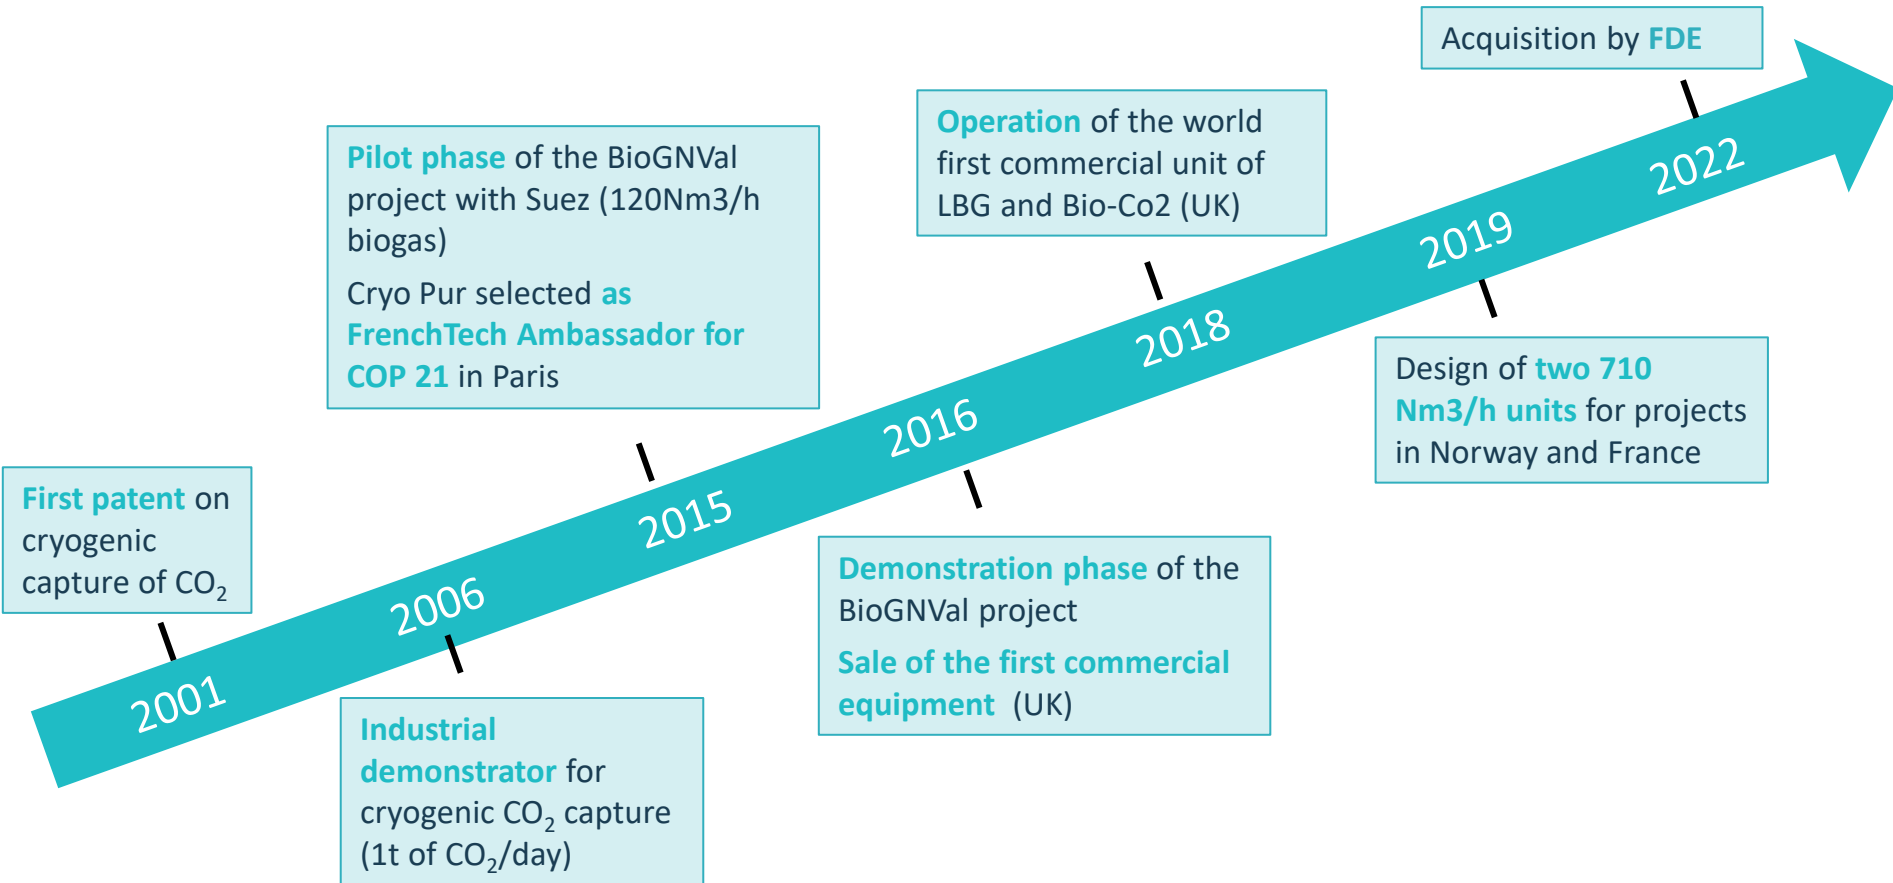 First patent on
cryogenic
capture of CO₂
2001
2006
Industrial
demonstrator for
cryogenic CO₂ capture
(1t of CO₂/day)
Pilot phase of the BioGNVal
project with Suez (120Nm3/h
biogas)
Cryo Pur selected as
FrenchTech Ambassador for
COP 21 in Paris
2015
2016
Demonstration phase of the
BioGNVal project
Sale of the first commercial
equipment (UK)
Operation of the world
first commercial unit of
LBG and Bio-Co2 (UK)
2018
2019
Design of two 710
Nm3/h units for projects
in Norway and France
Acquisition by FDE
2022